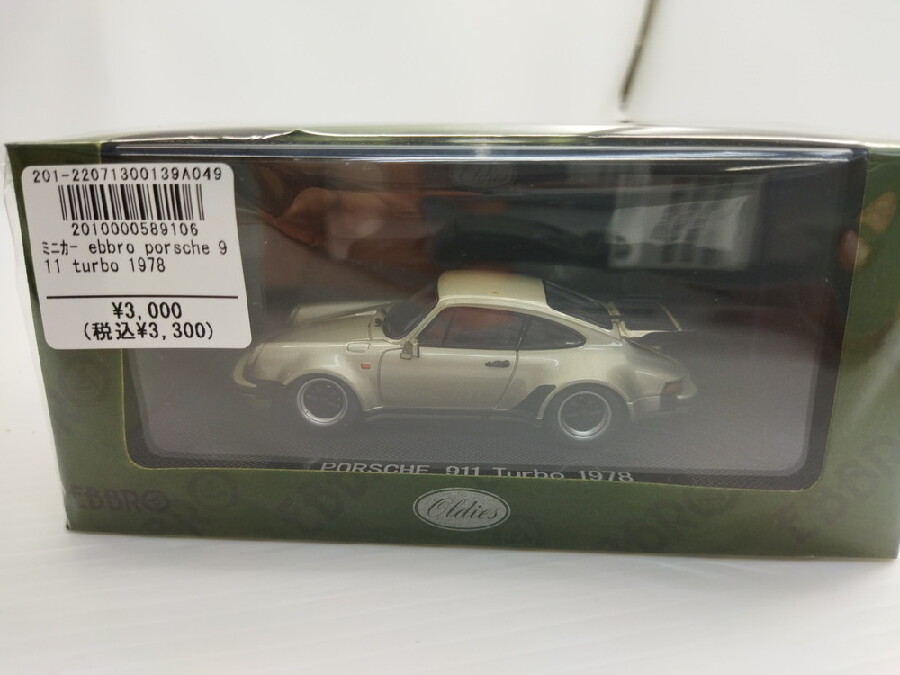 201-22071300139A049
2010000589106
ミニカー ebbro porsche 9
11 turbo 1978
¥3,000
(税込¥3,300)
PORSCHE 911 Turbo 1978
EBBRO
Oldies